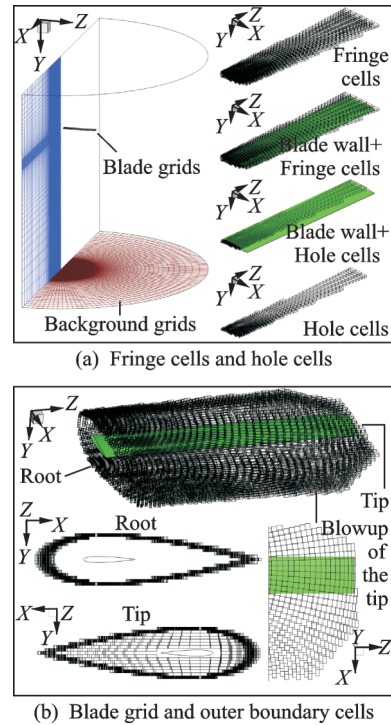 X
Z
Y
Blade grids
Background grids
Z
Y
X
Fringe
cells
Z
Y
X
Blade wall+
Fringe cells
Z
Y
X
Blade wall+
Hole cells
Z
Y
X
Hole cells
(a) Fringe cells and hole cells
Z
Y
X
Root
Tip
Z
X
Y
Root
Blowup
of
the
tip
X
Z
Y
Tip
Y
Z
X
(b) Blade grid and outer boundary cells